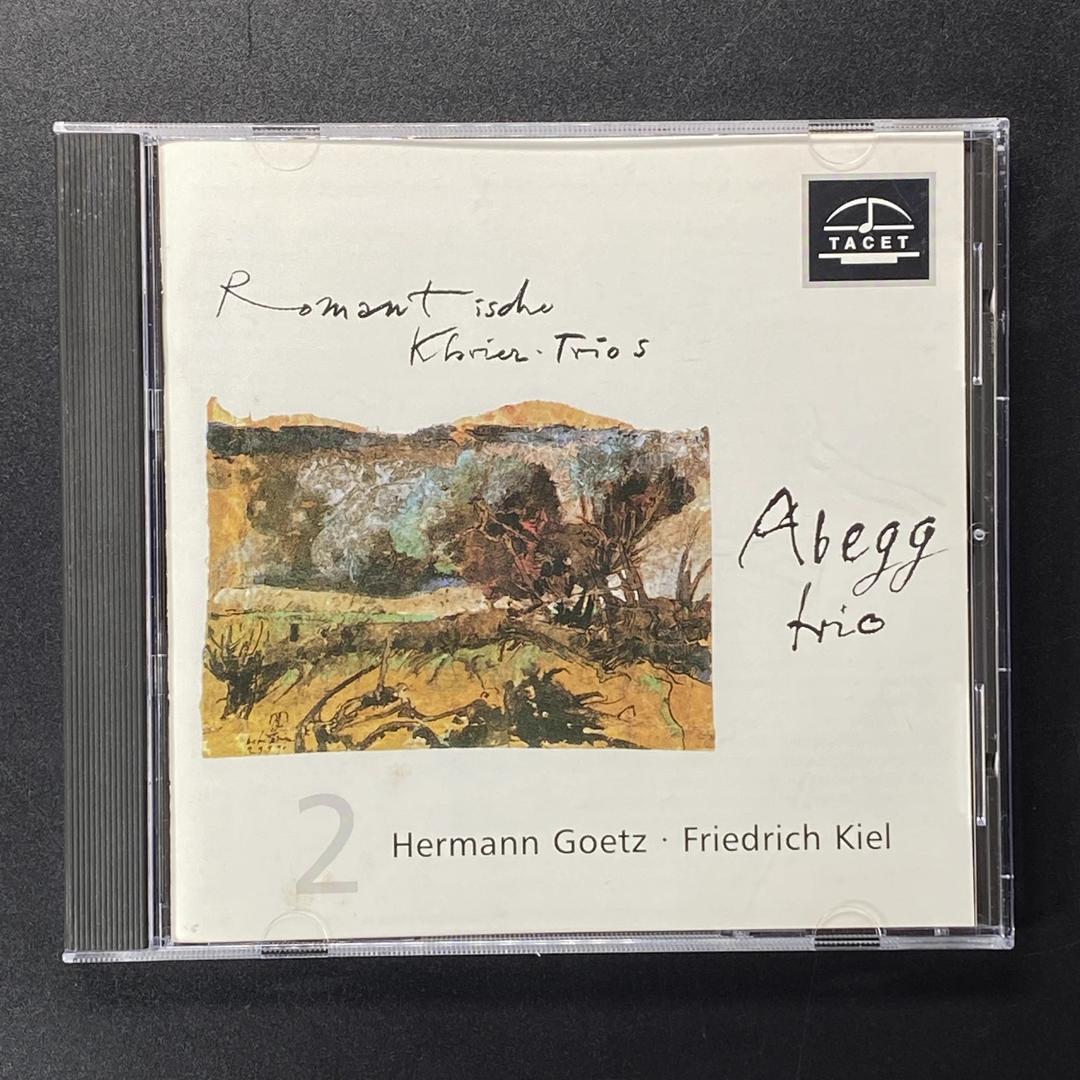 TACET
Romantische
Klavier-Trios
Abegg
trio
2
Hermann Goetz · Friedrich Kiel